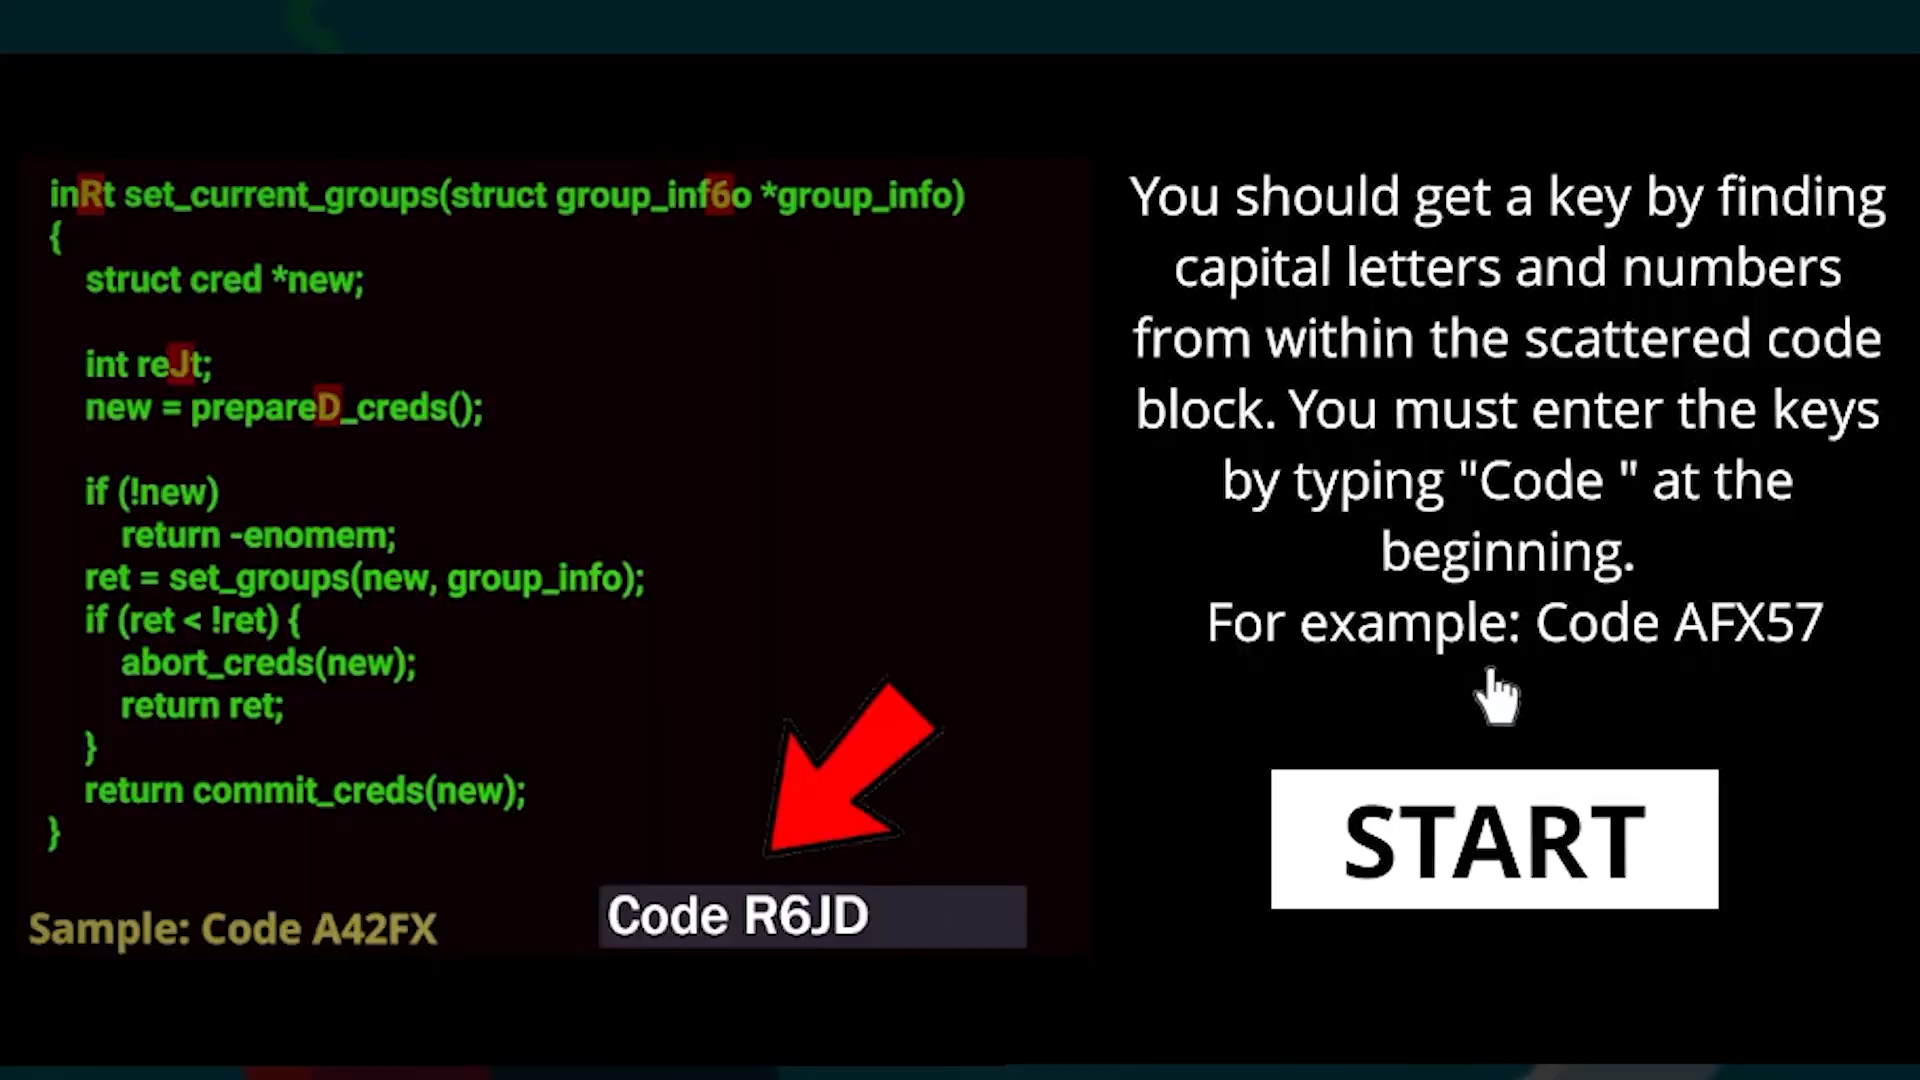 inRt set_current_groups(struct group_inf6o *group_info)
{
struct cred *new;
int reJt;
new = prepareD_creds();
if (!new)
return -enomem;
ret = set_groups(new, group_info);
if (ret < !ret) {
abort_creds(new);
return ret;
}
return commit_creds(new);
}
Sample: Code A42FX
Code R6JD
You should get a key by finding
capital letters and numbers
from within the scattered code
block. You must enter the keys
by typing "Code " at the
beginning.
For example: Code AFX57
START